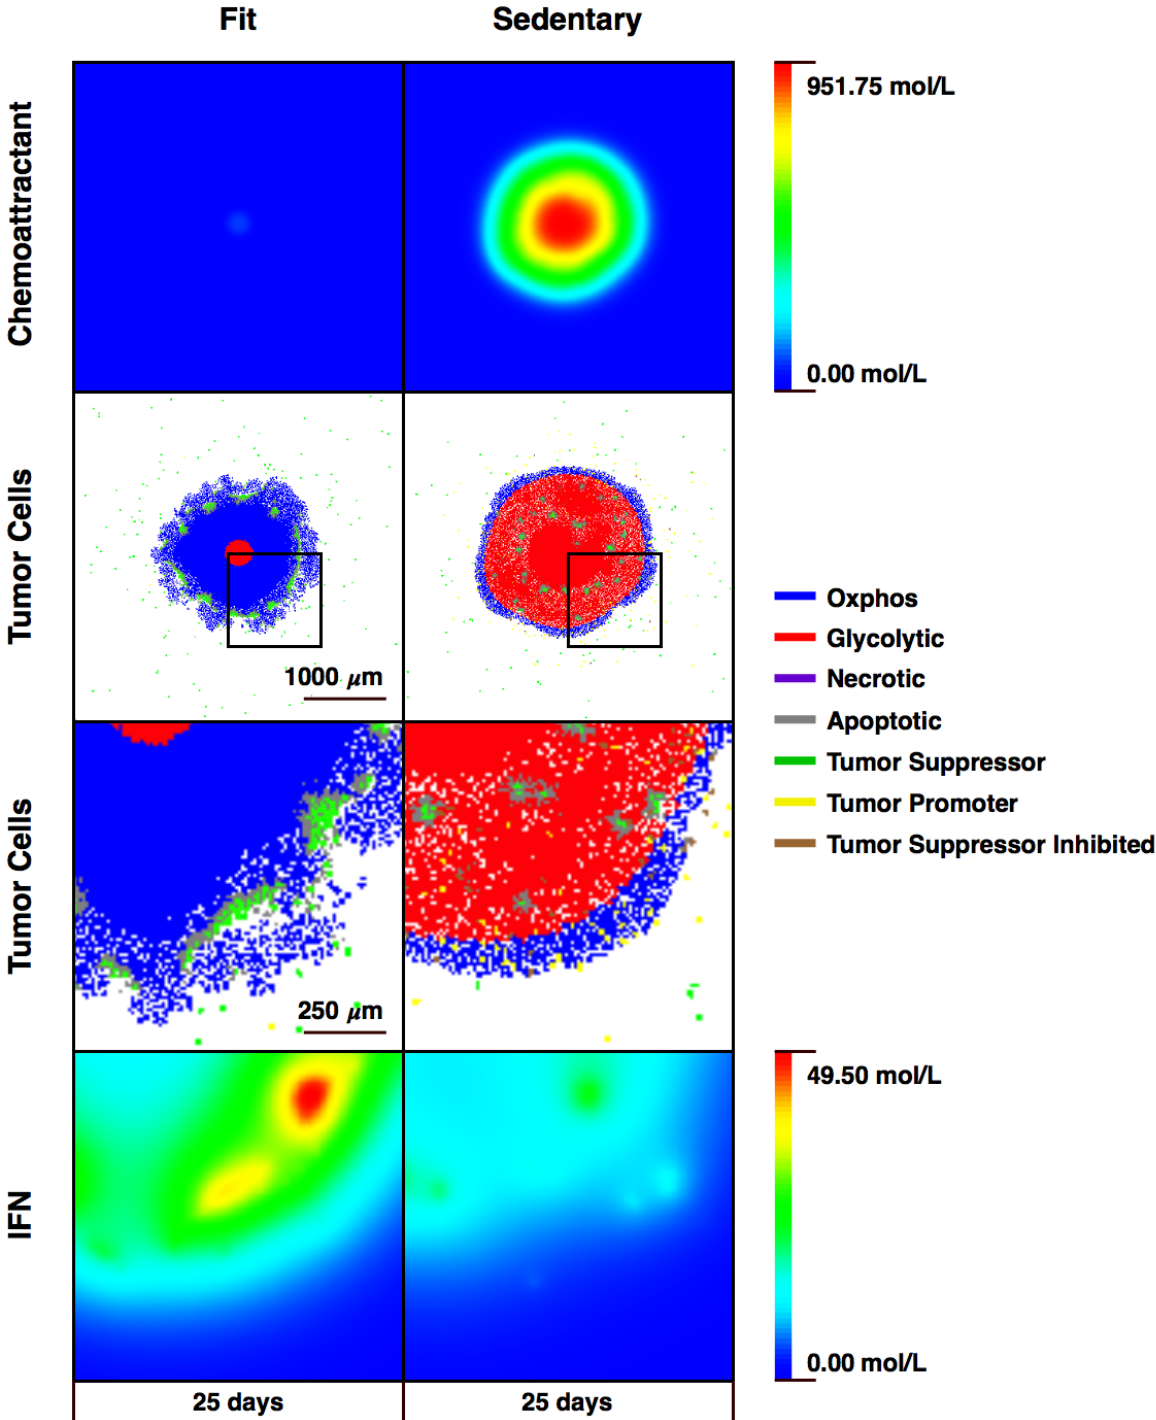 Fit Sedentary
Chemoattractant
951.75 mol/L
0.00 mol/L
Tumor Cells
1000 μm
Oxphos
Glycolytic
Necrotic
Apoptotic
Tumor Suppressor
Tumor Promoter
Tumor Suppressor Inhibited
Tumor Cells
250 μm
IFN
49.50 mol/L
0.00 mol/L
25 days 25 days